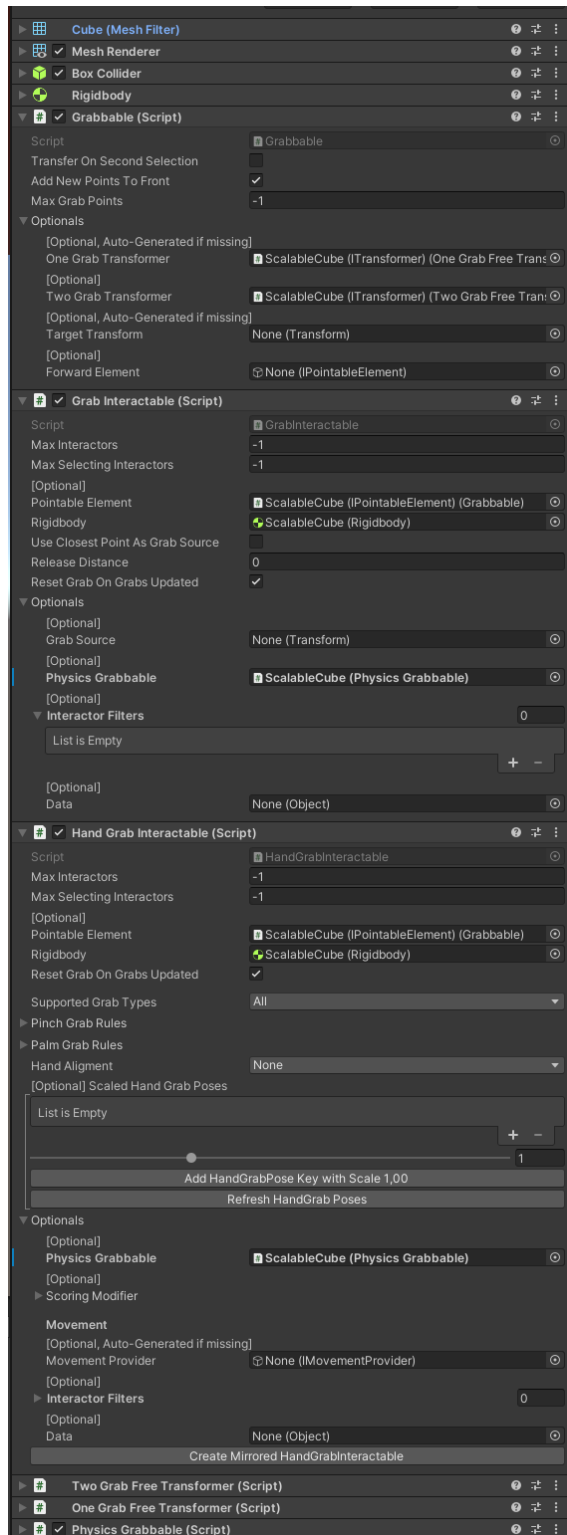 Cube (Mesh Filter)
Mesh Renderer
Box Collider
Rigidbody
# Grabbable (Script)
Script # Grabbable
Transfer On Second Selection
Add New Points To Front
Max Grab Points -1
Optionals
[Optional, Auto-Generated if missing]
One Grab Transformer # ScalableCube (ITransformer) (One Grab Free Trans
[Optional]
Two Grab Transformer # ScalableCube (ITransformer) (Two Grab Free Trans
[Optional, Auto-Generated if missing]
Target Transform None (Transform)
[Optional]
Forward Element None (IPointableElement)
# Grab Interactable (Script)
Script # GrabInteractable
Max Interactors -1
Max Selecting Interactors -1
[Optional]
Pointable Element # ScalableCube (IPointableElement) (Grabbable)
Rigidbody ScalableCube (Rigidbody)
Use Closest Point As Grab Source
Release Distance 0
Reset Grab On Grabs Updated
Optionals
[Optional]
Grab Source None (Transform)
[Optional]
Physics Grabbable # ScalableCube (Physics Grabbable)
[Optional]
Interactor Filters 0
List is Empty
+ −
[Optional]
Data None (Object)
# Hand Grab Interactable (Script)
Script # HandGrabInteractable
Max Interactors -1
Max Selecting Interactors -1
[Optional]
Pointable Element # ScalableCube (IPointableElement) (Grabbable)
Rigidbody ScalableCube (Rigidbody)
Reset Grab On Grabs Updated
Supported Grab Types All
Pinch Grab Rules
Palm Grab Rules
Hand Aligment None
[Optional] Scaled Hand Grab Poses
List is Empty
+ −
1
Add HandGrabPose Key with Scale 1,00
Refresh HandGrab Poses
Optionals
[Optional]
Physics Grabbable # ScalableCube (Physics Grabbable)
[Optional]
Scoring Modifier
Movement
[Optional, Auto-Generated if missing]
Movement Provider None (IMovementProvider)
[Optional]
Interactor Filters 0
[Optional]
Data None (Object)
Create Mirrored HandGrabInteractable
# Two Grab Free Transformer (Script)
# One Grab Free Transformer (Script)
# Physics Grabbable (Script)